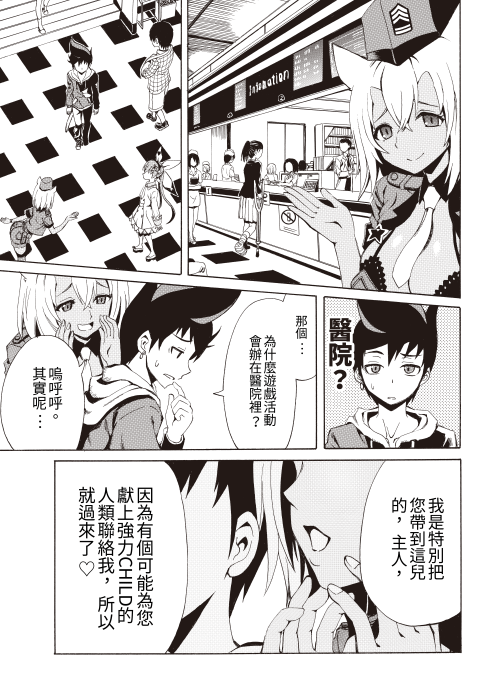 Infomation
醫院？
那個…
為什麼遊戲活動
會辦在醫院裡？
嗚呼呼。
其實呢…
我是特別把
您帶到這兒
的，主人，
因為有個可能為您
獻上強力CHILD的
人類聯絡我，所以
就過來了♡